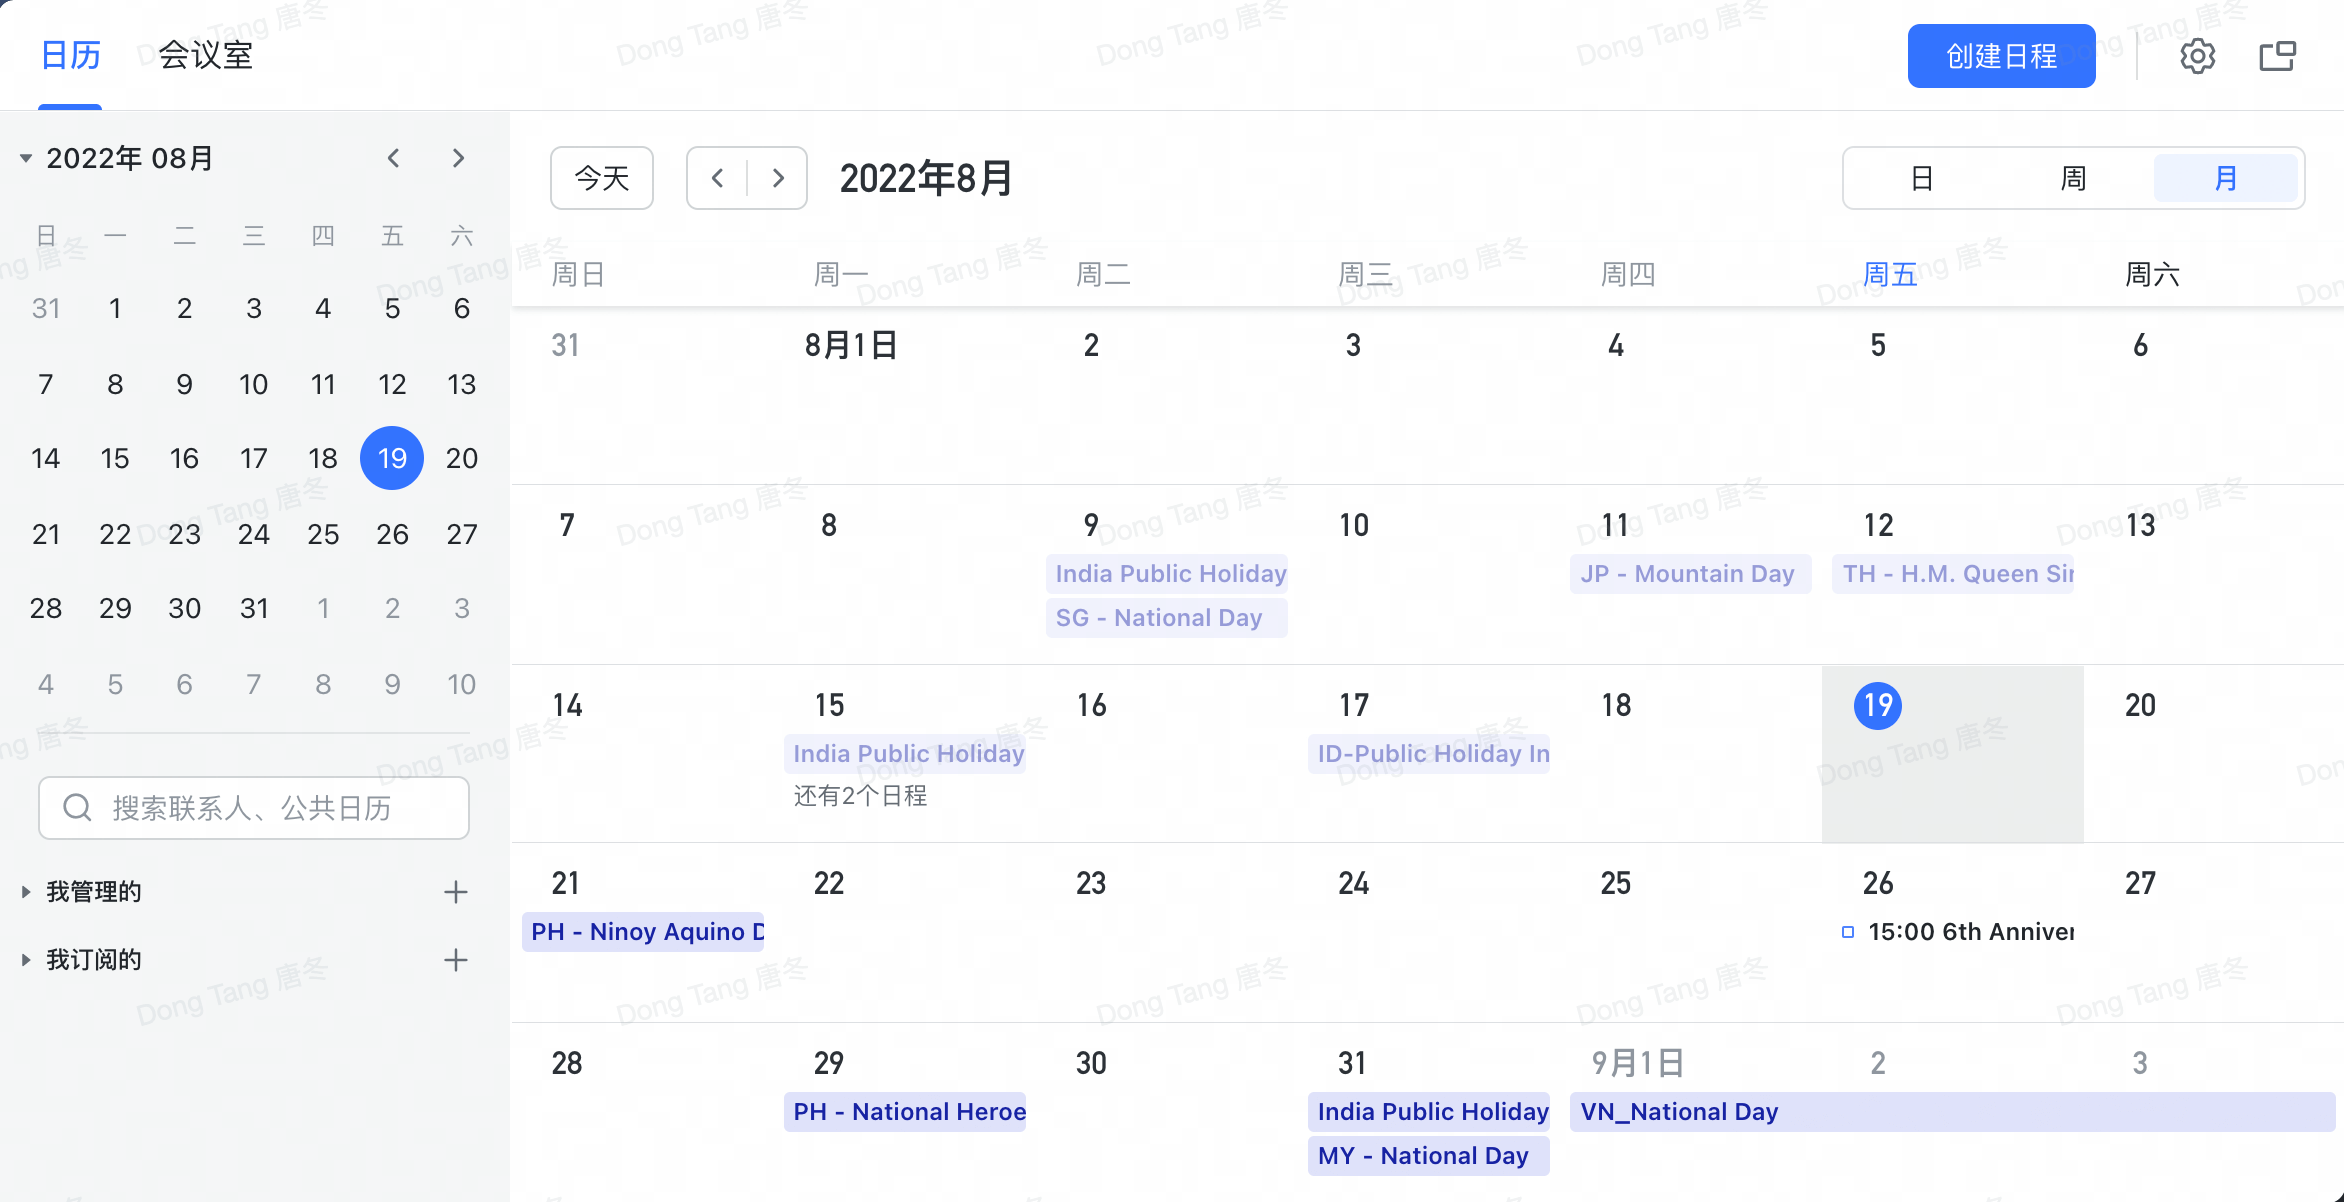 日历 会议室 创建日程
2022年 08月
日 一 二 三 四 五 六
31 1 2 3 4 5 6
7 8 9 10 11 12 13
14 15 16 17 18 19 20
21 22 23 24 25 26 27
28 29 30 31 1 2 3
4 5 6 7 8 9 10
搜索联系人、公共日历
我管理的
我订阅的
今天 2022年8月 日 周 月
周日 周一 周二 周三 周四 周五 周六
31 8月1日 2 3 4 5 6
7 8 9 10 11 12 13
India Public Holiday JP - Mountain Day TH - H.M. Queen
SG - National Day
14 15 16 17 18 19 20
India Public Holiday ID-Public Holiday In
还有2个日程
21 22 23 24 25 26 27
PH - Ninoy Aquino 15:00 6th
28 29 30 31 9月1日 2 3
PH - National Heroe India Public Holiday VN_National Day
MY - National Day
Dong Tang 唐冬